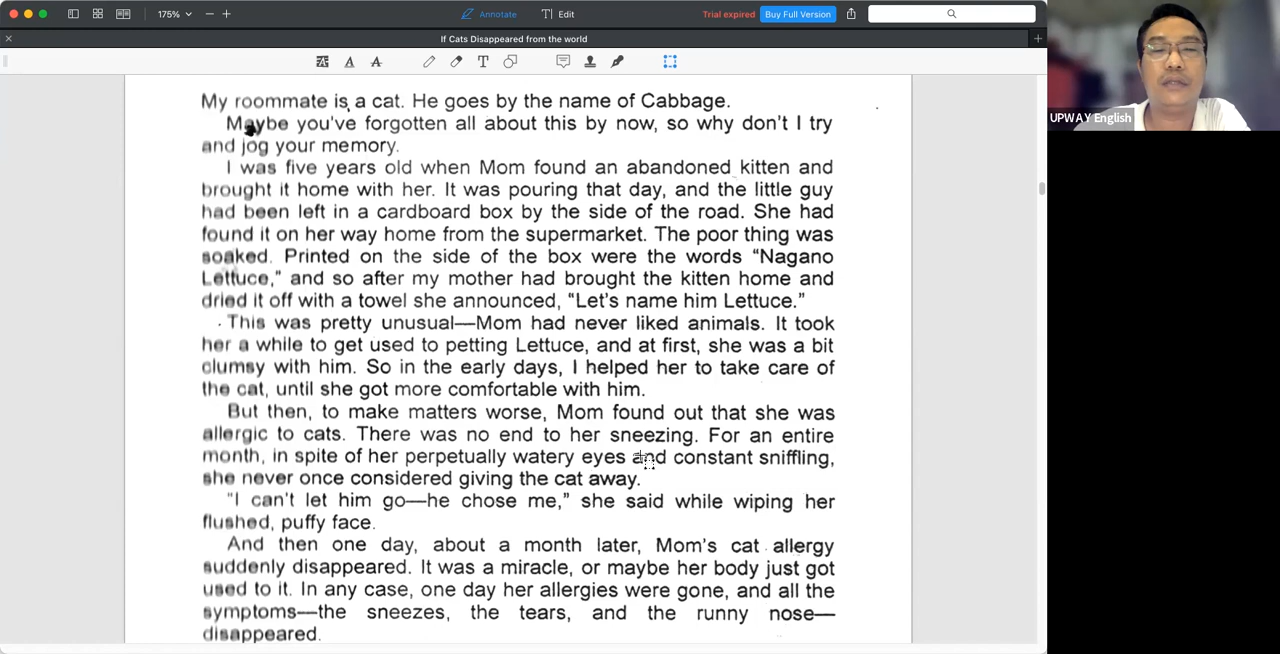 175%
Annotate
Edit
Trial expired
Buy Full Version
If Cats Disappeared from the world
My roommate is a cat. He goes by the name of Cabbage.
Maybe you've forgotten all about this by now, so why don't I try
and jog your memory.
I was five years old when Mom found an abandoned kitten and
brought it home with her. It was pouring that day, and the little guy
had been left in a cardboard box by the side of the road. She had
found it on her way home from the supermarket. The poor thing was
soaked. Printed on the side of the box were the words “Nagano
Lettuce,” and so after my mother had brought the kitten home and
dried it off with a towel she announced, “Let's name him Lettuce.”
This was pretty unusual—Mom had never liked animals. It took
her a while to get used to petting Lettuce, and at first, she was a bit
clumsy with him. So in the early days, I helped her to take care of
the cat, until she got more comfortable with him.
But then, to make matters worse, Mom found out that she was
allergic to cats. There was no end to her sneezing. For an entire
month, in spite of her perpetually watery eyes and constant sniffling,
she never once considered giving the cat away.
“I can't let him go—he chose me,” she said while wiping her
flushed, puffy face.
And then one day, about a month later, Mom's cat allergy
suddenly disappeared. It was a miracle, or maybe her body just got
used to it. In any case, one day her allergies were gone, and all the
symptoms—the sneezes, the tears, and the runny nose—
disappeared.
UPWAY English